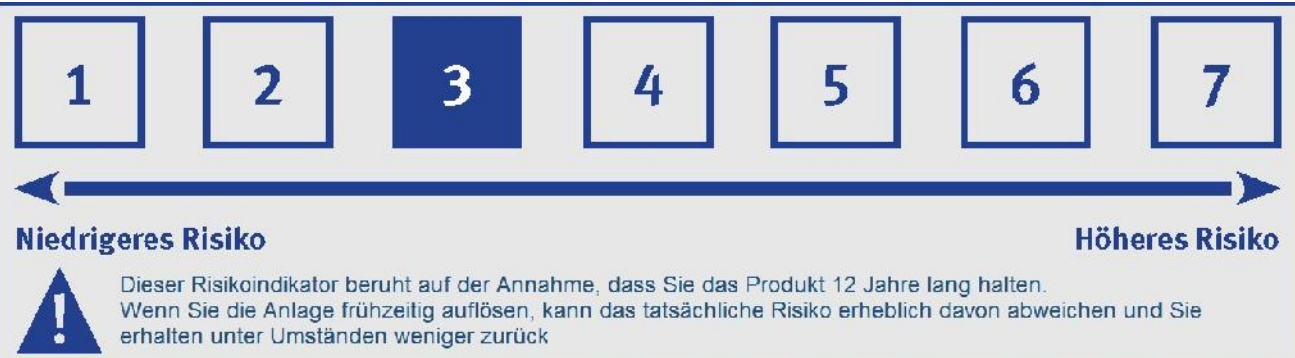 1 2 3 4 5 6 7
Niedrigeres Risiko Höheres Risiko
!
Dieser Risikoindikator beruht auf der Annahme, dass Sie das Produkt 12 Jahre lang halten.
Wenn Sie die Anlage frühzeitig auflösen, kann das tatsächliche Risiko erheblich davon abweichen und Sie
erhalten unter Umständen weniger zurück